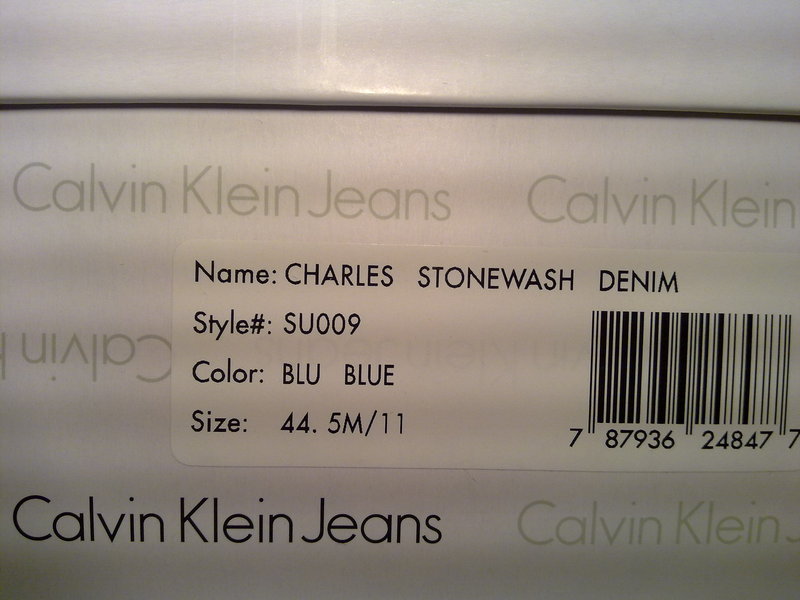 Calvin Klein Jeans Calvin Klein
Name: CHARLES STONEWASH DENIM
Style#: SU009
Color: BLU BLUE
Size: 44. 5M/11
7 87936 24847 7
Calvin
Calvin Klein Jeans Calvin Klein